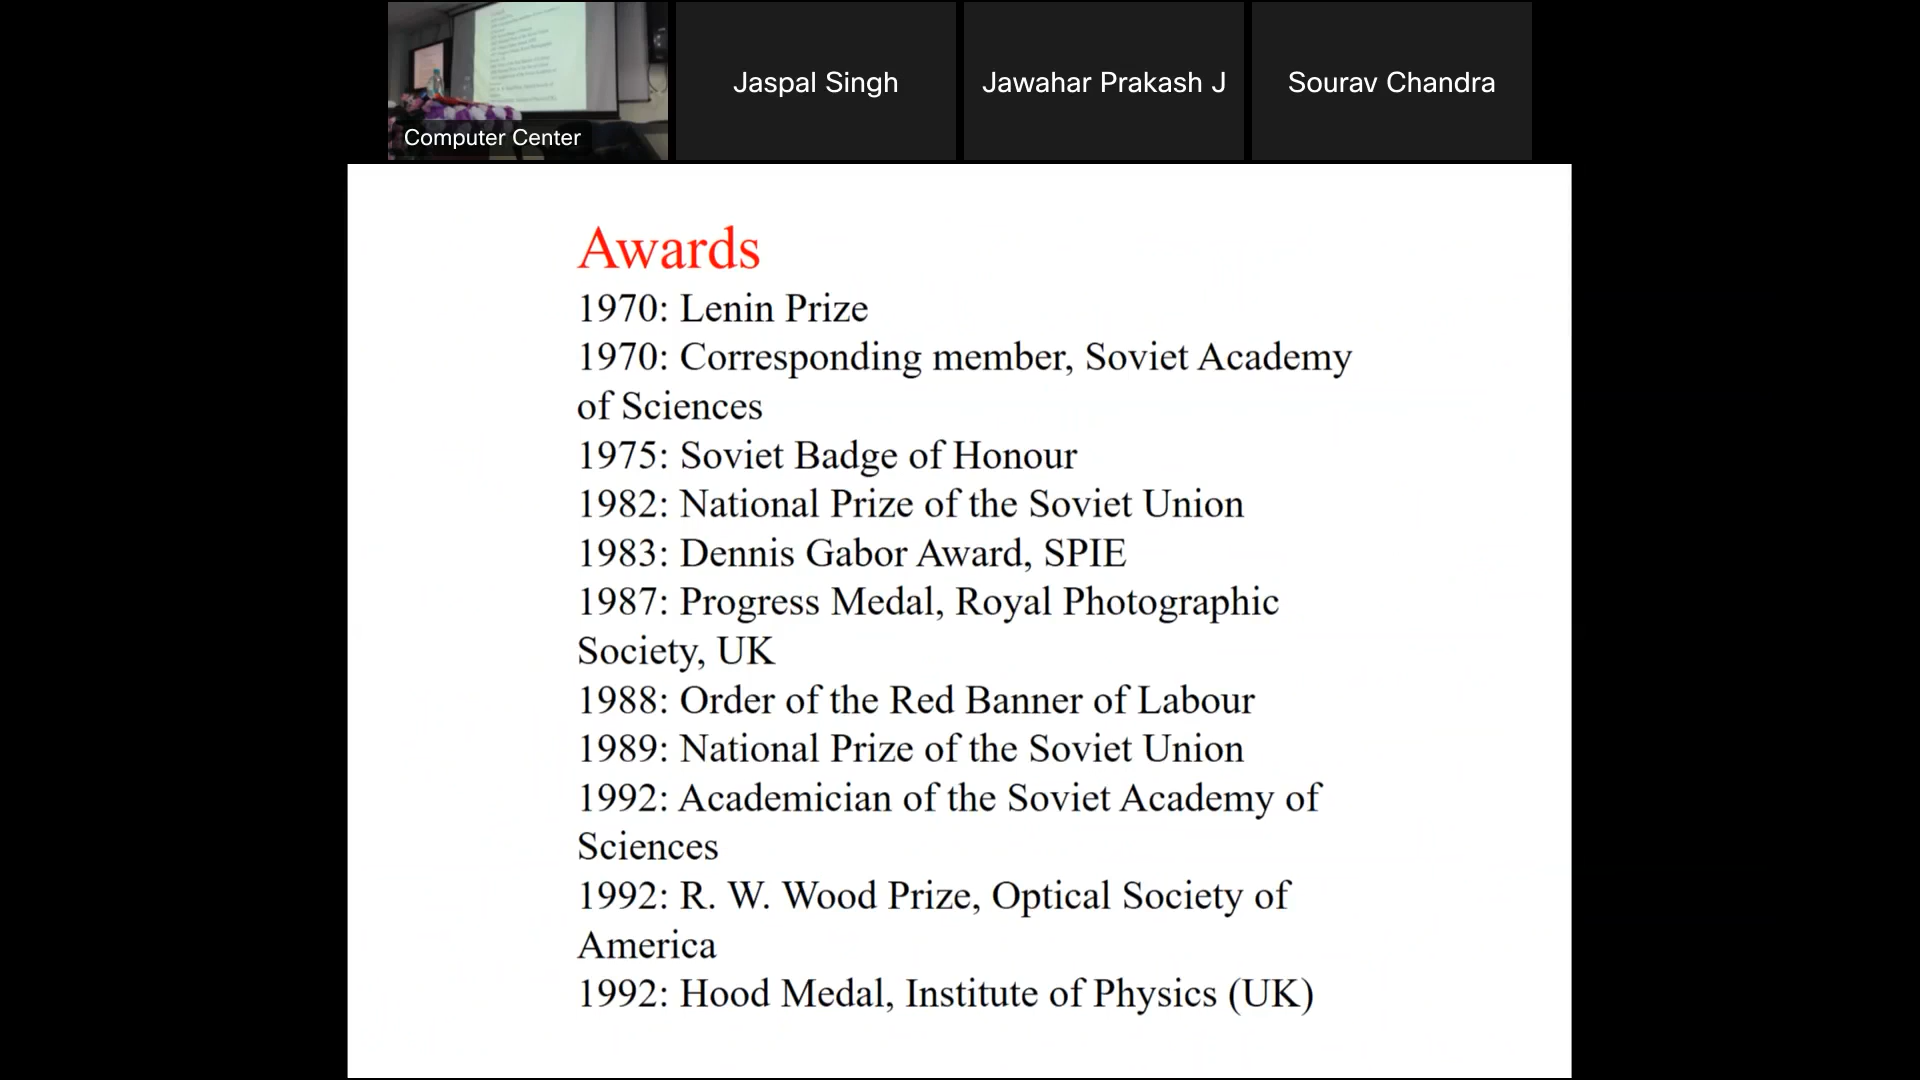 Computer Center
Jaspal Singh
Jawahar Prakash J
Sourav Chandra
Awards
1970: Lenin Prize
1970: Corresponding member, Soviet Academy
of Sciences
1975: Soviet Badge of Honour
1982: National Prize of the Soviet Union
1983: Dennis Gabor Award, SPIE
1987: Progress Medal, Royal Photographic
Society, UK
1988: Order of the Red Banner of Labour
1989: National Prize of the Soviet Union
1992: Academician of the Soviet Academy of
Sciences
1992: R. W. Wood Prize, Optical Society of
America
1992: Hood Medal, Institute of Physics (UK)